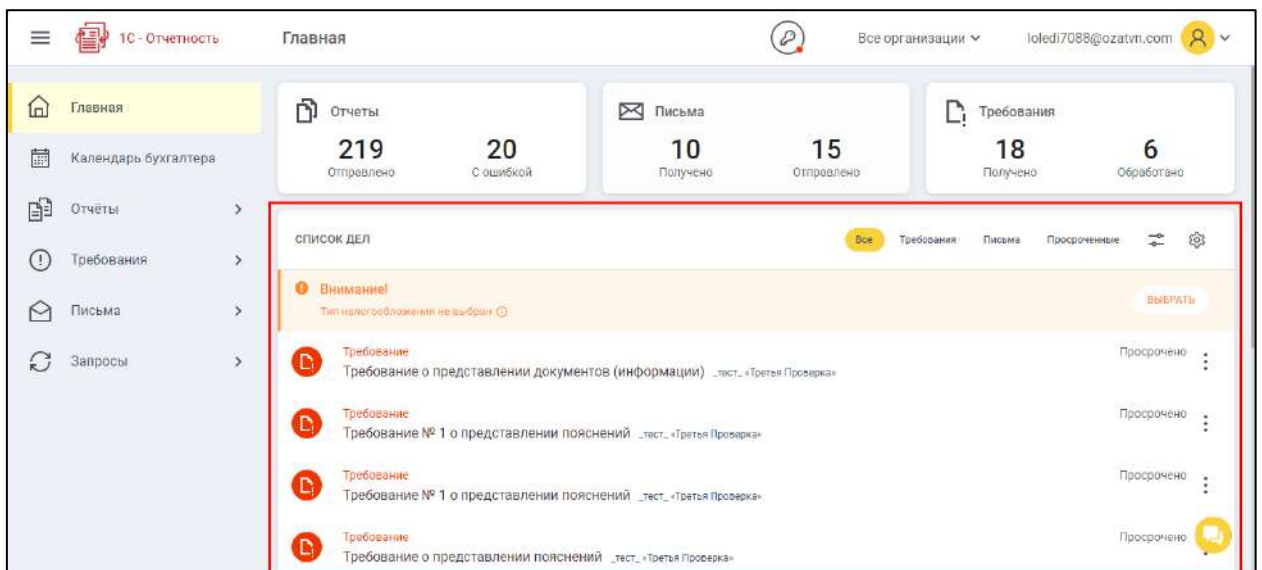 1С - Отчетность
Главная
Все организации
loledi7088@ozatvn.com
Главная
Календарь бухгалтера
Отчёты
Требования
Письма
Запросы
Отчеты
219
Отправлено
20
С ошибкой
Письма
10
Получено
15
Отправлено
Требования
18
Получено
6
Обработано
СПИСОК ДЕЛ
Все
Требования
Письма
Просроченные
Внимание!
Тип налогообложения не выбран
ВЫБРАТЬ
Требование
Просрочено
Требование о представлении документов (информации) _тест_ «Третья Проверка»
Требование
Просрочено
Требование № 1 о представлении пояснений _тест_ «Третья Проверка»
Требование
Просрочено
Требование № 1 о представлении пояснений _тест_ «Третья Проверка»
Требование
Просрочено
Требование о представлении пояснений _тест_ «Третья Проверка»